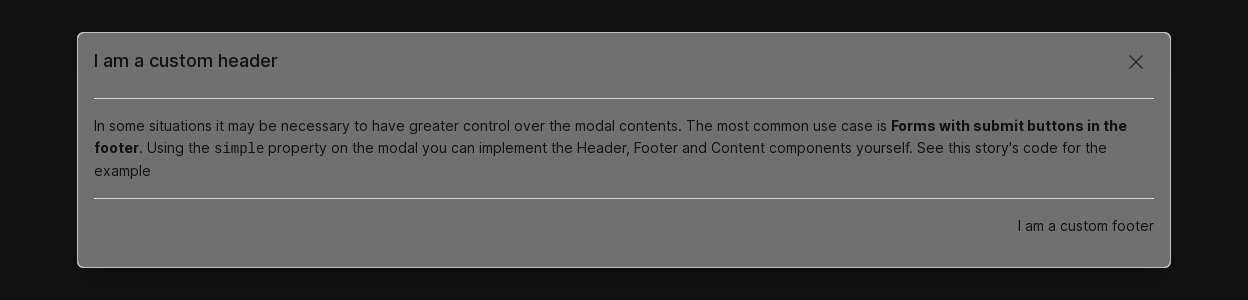 I am a custom header
In some situations it may be necessary to have greater control over the modal contents. The most common use case is Forms with submit buttons in the
footer. Using the simple property on the modal you can implement the Header, Footer and Content components yourself. See this story's code for the
example
I am a custom footer